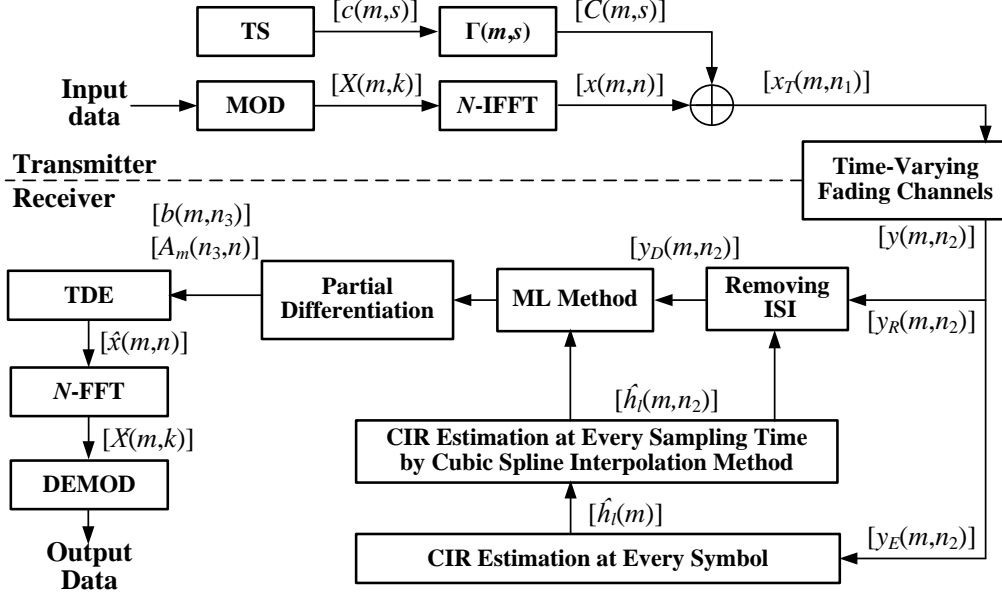 [c(m,s)]
[C(m,s)]
TS
Γ(m,s)
[x_T(m,n_1)]
Input
data
MOD
[X(m,k)]
N-IFFT
[x(m,n)]
Transmitter
Receiver
Time-Varying
Fading Channels
[y(m,n_2)]
[b(m,n_3)]
[A_m(n_3,n)]
[y_D(m,n_2)]
TDE
Partial
Differentiation
ML Method
Removing
ISI
[y_R(m,n_2)]
[x̂(m,n)]
N-FFT
[ĥ_l(m,n_2)]
[X(m,k)]
CIR Estimation at Every Sampling Time
by Cubic Spline Interpolation Method
DEMOD
[ĥ_l(m)]
[y_E(m,n_2)]
Output
Data
CIR Estimation at Every Symbol